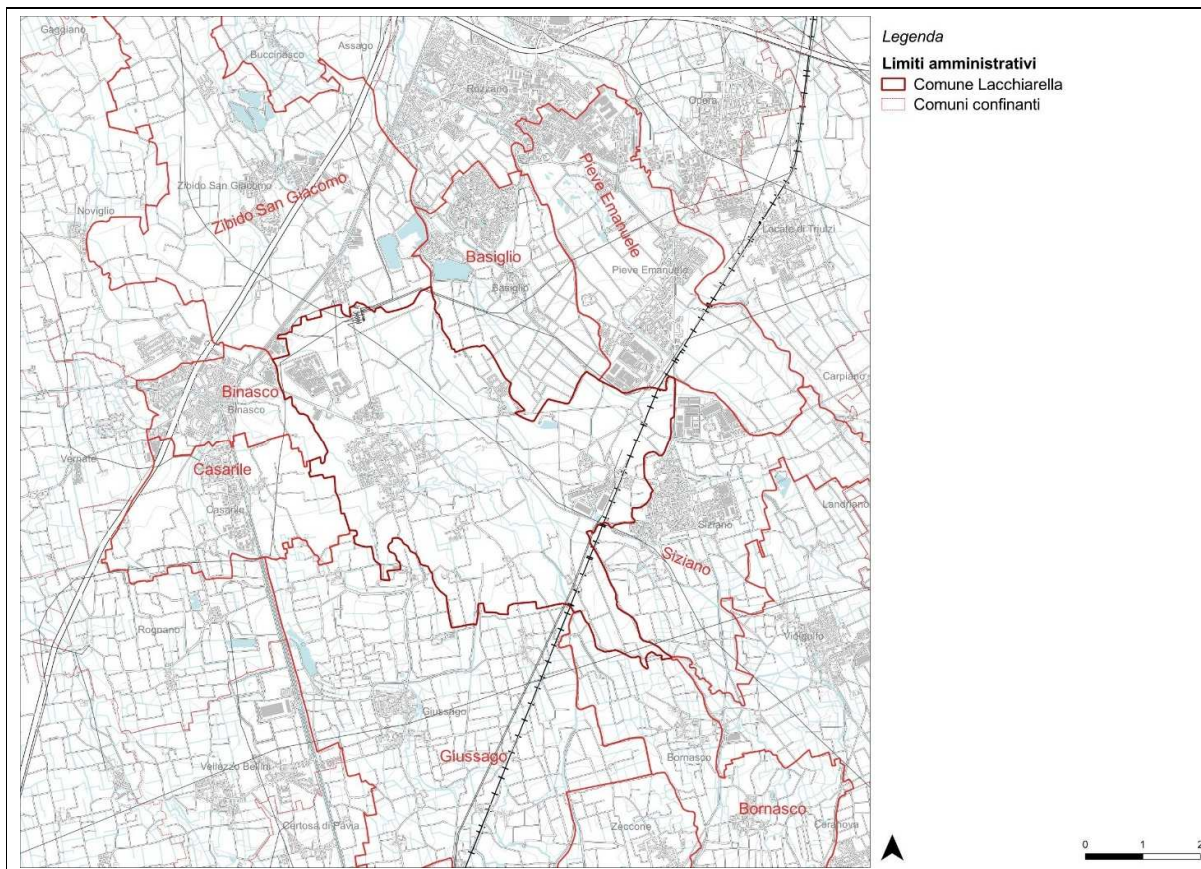 Legenda
Limiti amministrativi
Comune Lacchiarella
Comuni confinanti
Gaggiano
Buccinasco
Assago
Rozzano
Opera
Zibido San Giacomo
Zibido San Giacomo
Pieve Emanuele
Noviglio
Locate di Triulzi
Basiglio
Pieve Emanuele
Basiglio
Carpiano
Binasco
Binasco
Vernate
Casarile
Casarile
Landriano
Siziano
Siziano
Rognano
Vidigulfo
Giussago
Giussago
Bornasco
Vellezzo Bellini
Bornasco
Certosa di Pavia
Zeccone
Ceranova
0 1 2